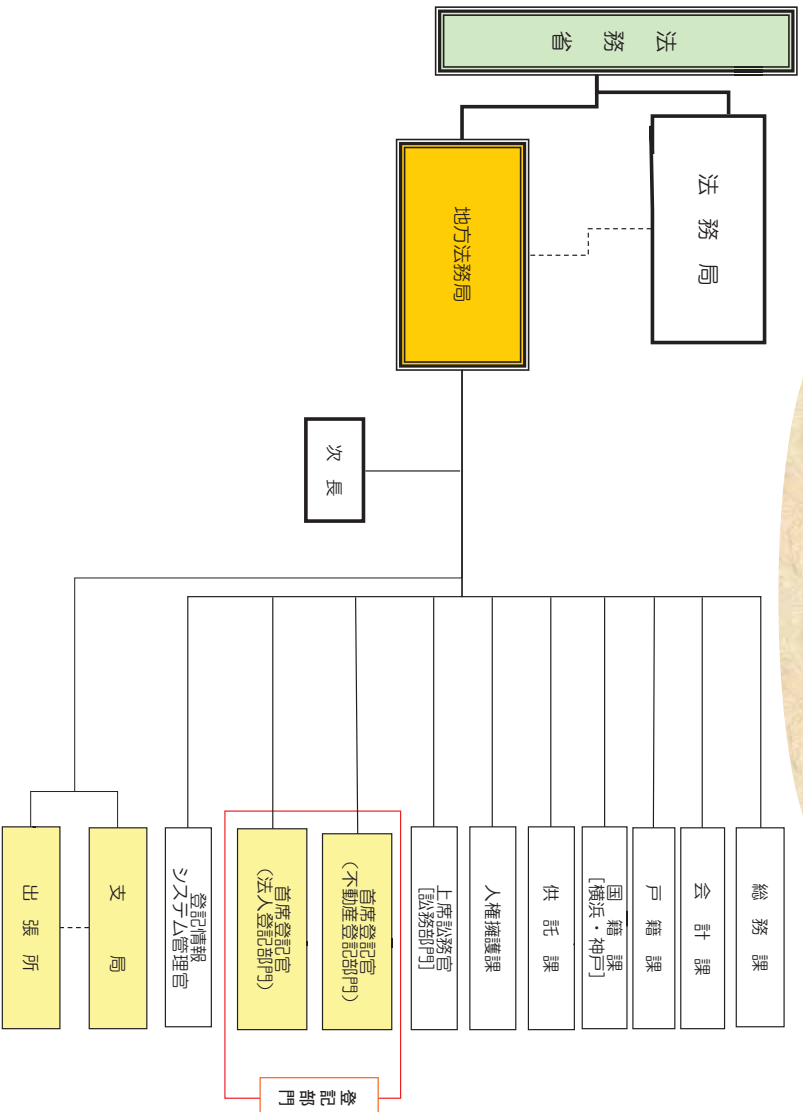 法務省
法務局
地方法務局
次長
総務課
会計課
戸籍課
国籍課
[横浜・神戸]
供託課
人権擁護課
上席訟務官
[訟務部門]
首席登記官
(不動産登記部門)
首席登記官
(法人登記部門)
登記部門
登記情報
システム管理官
支局
出張所